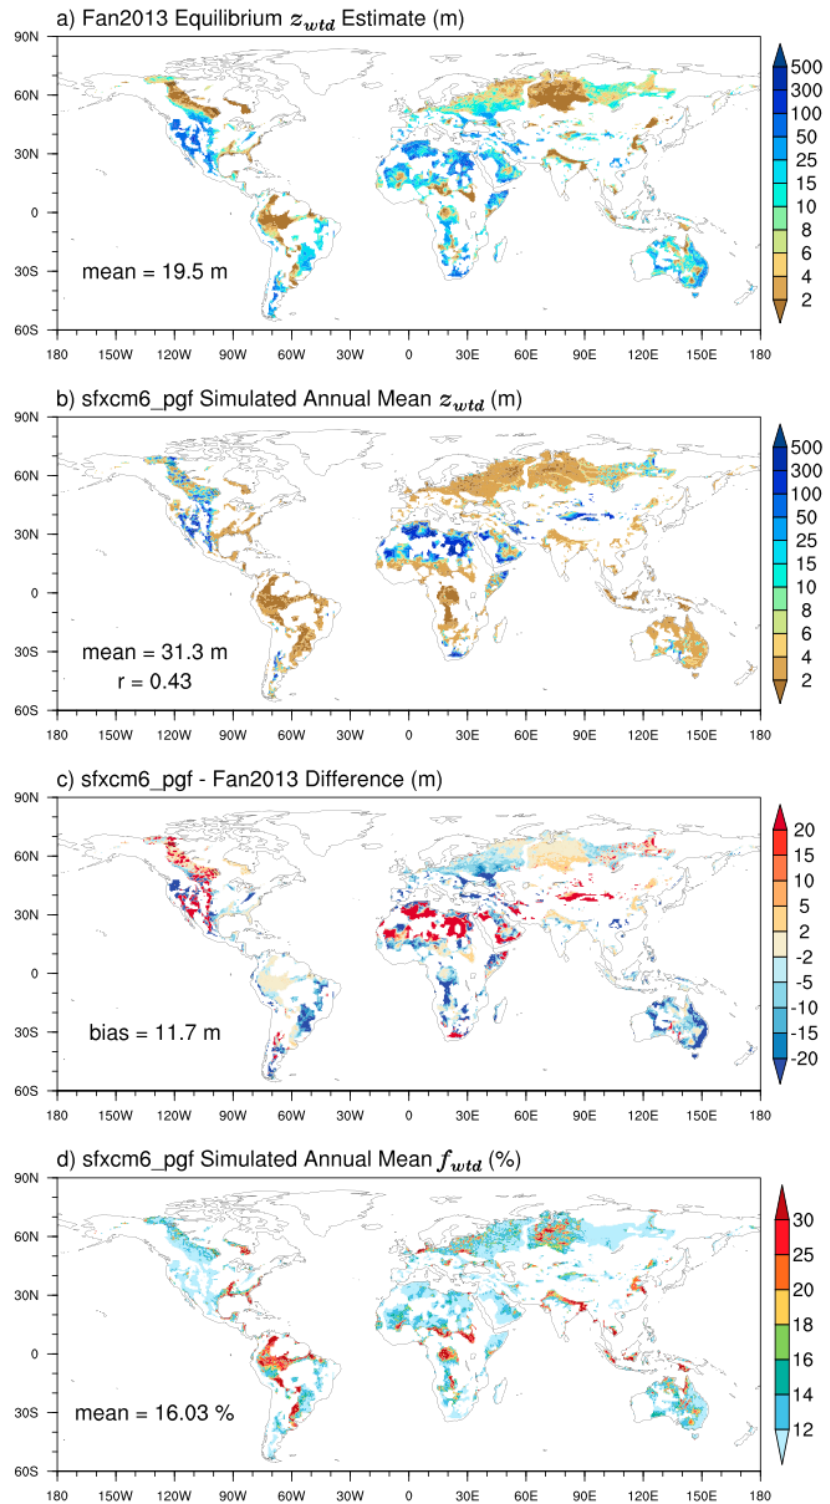 a) Fan2013 Equilibrium z_wtd Estimate (m)
90N
60N
30N
0
30S
60S
mean = 19.5 m
180 150W 120W 90W 60W 30W 0 30E 60E 90E 120E 150E 180
500
300
100
50
25
15
10
8
6
4
2
b) sfxcm6_pgf Simulated Annual Mean z_wtd (m)
90N
60N
30N
0
30S
60S
mean = 31.3 m
r = 0.43
180 150W 120W 90W 60W 30W 0 30E 60E 90E 120E 150E 180
500
300
100
50
25
15
10
8
6
4
2
c) sfxcm6_pgf - Fan2013 Difference (m)
90N
60N
30N
0
30S
60S
bias = 11.7 m
180 150W 120W 90W 60W 30W 0 30E 60E 90E 120E 150E 180
20
15
10
5
2
2
-2
-5
-10
-15
-20
d) sfxcm6_pgf Simulated Annual Mean f_wtd (%)
90N
60N
30N
0
30S
60S
mean = 16.03 %
180 150W 120W 90W 60W 30W 0 30E 60E 90E 120E 150E 180
30
25
20
18
16
14
12